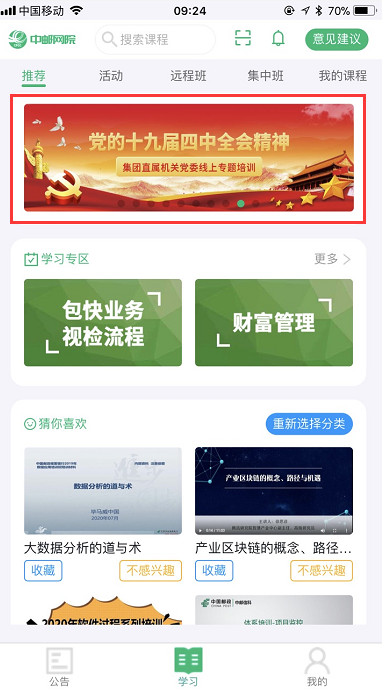 中国移动
09:24
70%
中邮网院
搜索课程
意见建议
推荐
活动
远程班
集中班
我的课程
党的十九届四中全会精神
集团直属机关党委线上专题培训
学习专区
更多
包快业务
视检流程
财富管理
猜你喜欢
重新选择分类
数据分析的道与术
毕马威中国
2020年07月
产业区块链的概念、路径与机遇
大数据分析的道与术
产业区块链的概念、路径…
收藏
不感兴趣
收藏
不感兴趣
2020年软件过程系列培训
中国邮政
CHINA POST
中邮信科
体系培训-项目监控
公告
学习
我的